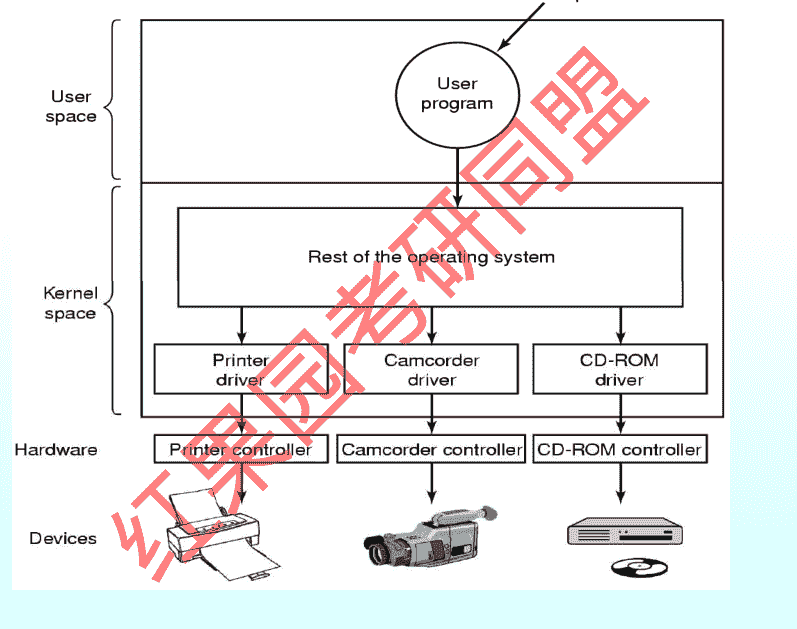 User
program
User
space
Rest of the operating system
Kernel
space
Printer
driver
Camcorder
driver
CD-ROM
driver
Hardware
Printer controller
Camcorder controller
CD-ROM controller
Devices
红果园考研同盟